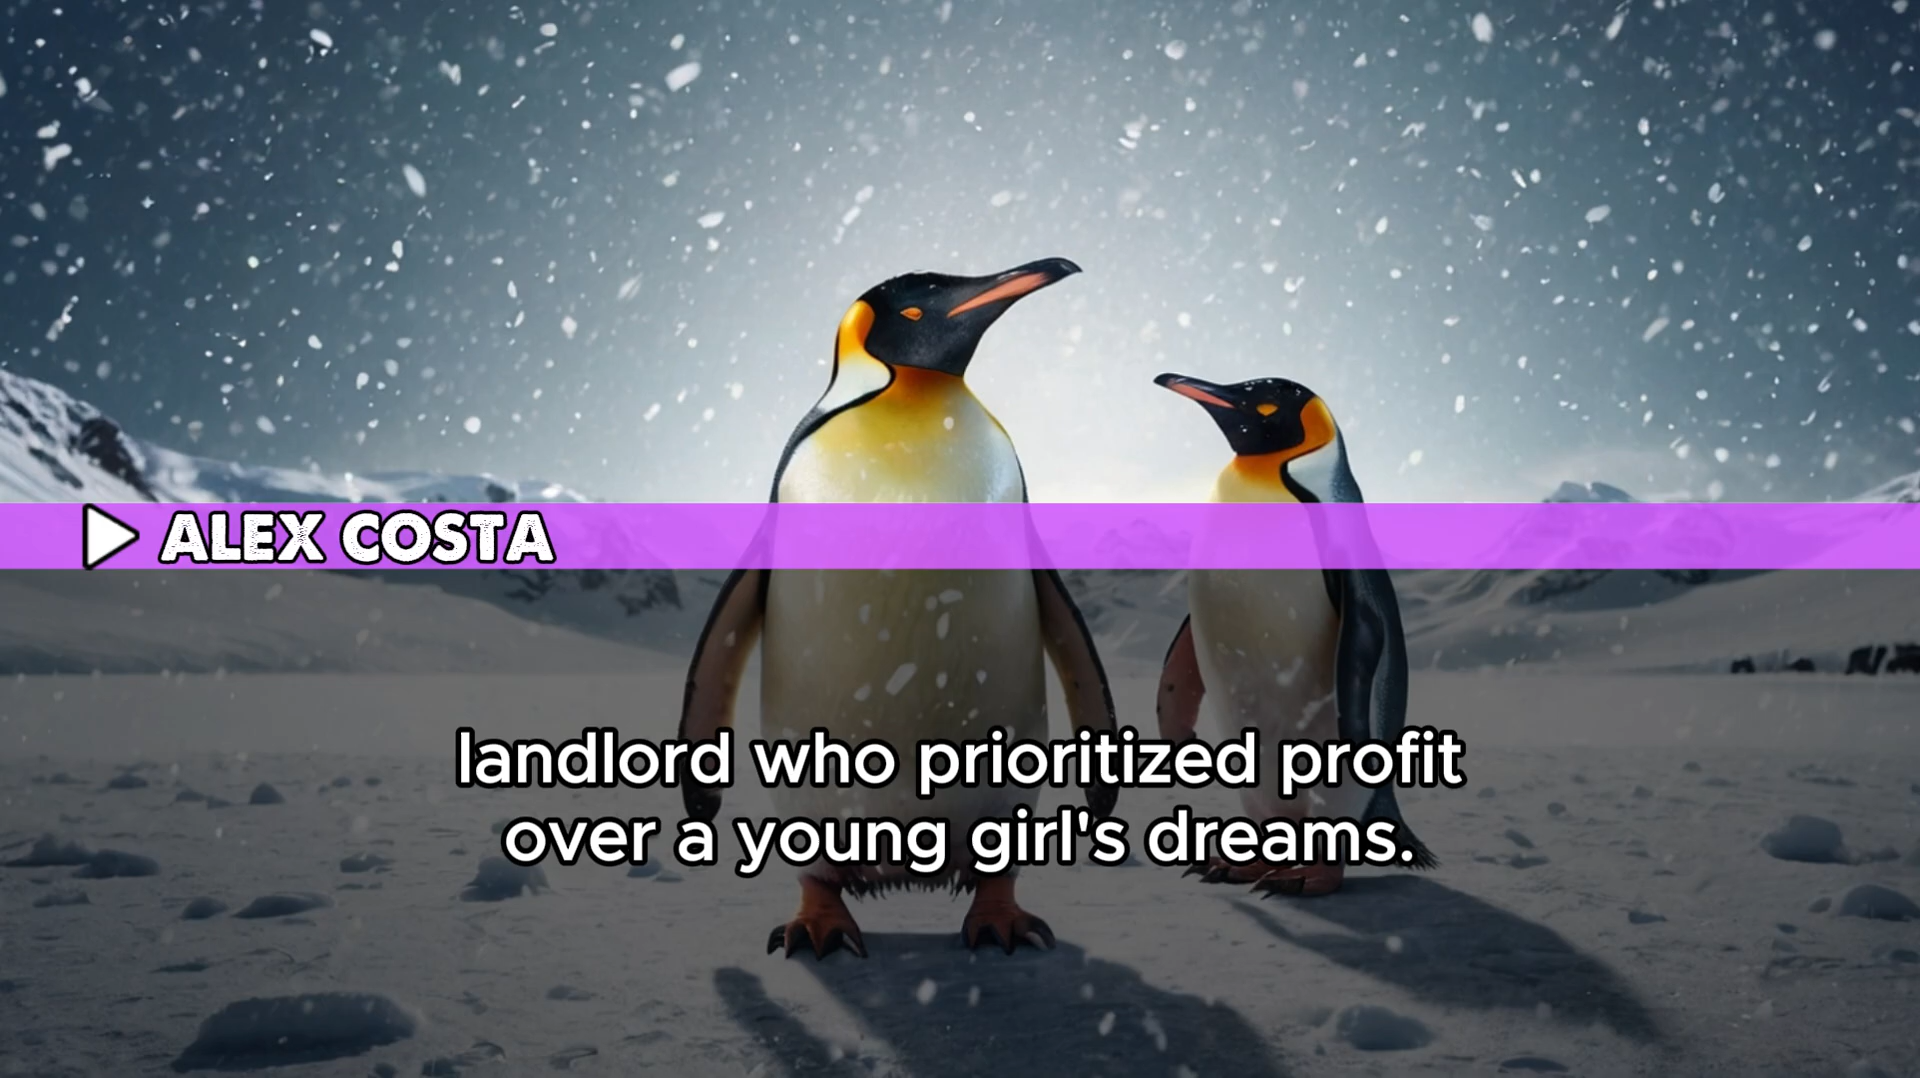 ALEX COSTA
landlord who prioritized profit
over a young girl's dreams.